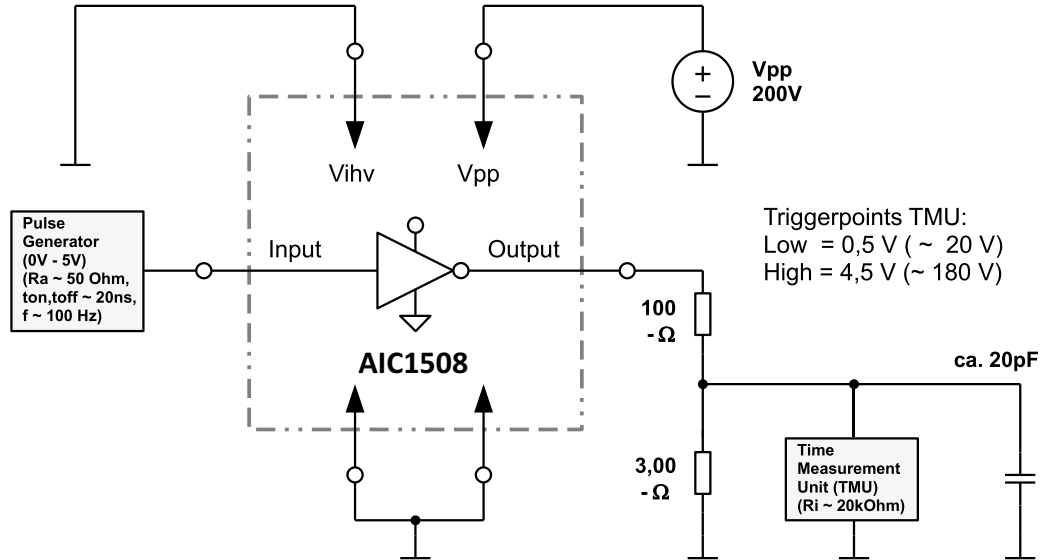 Vpp
200V
Vihv
Vpp
Pulse
Generator
(0V - 5V)
(Ra ~ 50 Ohm,
ton,toff ~ 20ns,
f ~ 100 Hz)
Input
Output
Triggerpoints TMU:
Low = 0,5 V ( ~ 20 V)
High = 4,5 V (~ 180 V)
100
- Ω
AIC1508
ca. 20pF
3,00
- Ω
Time
Measurement
Unit (TMU)
(Ri ~ 20kOhm)